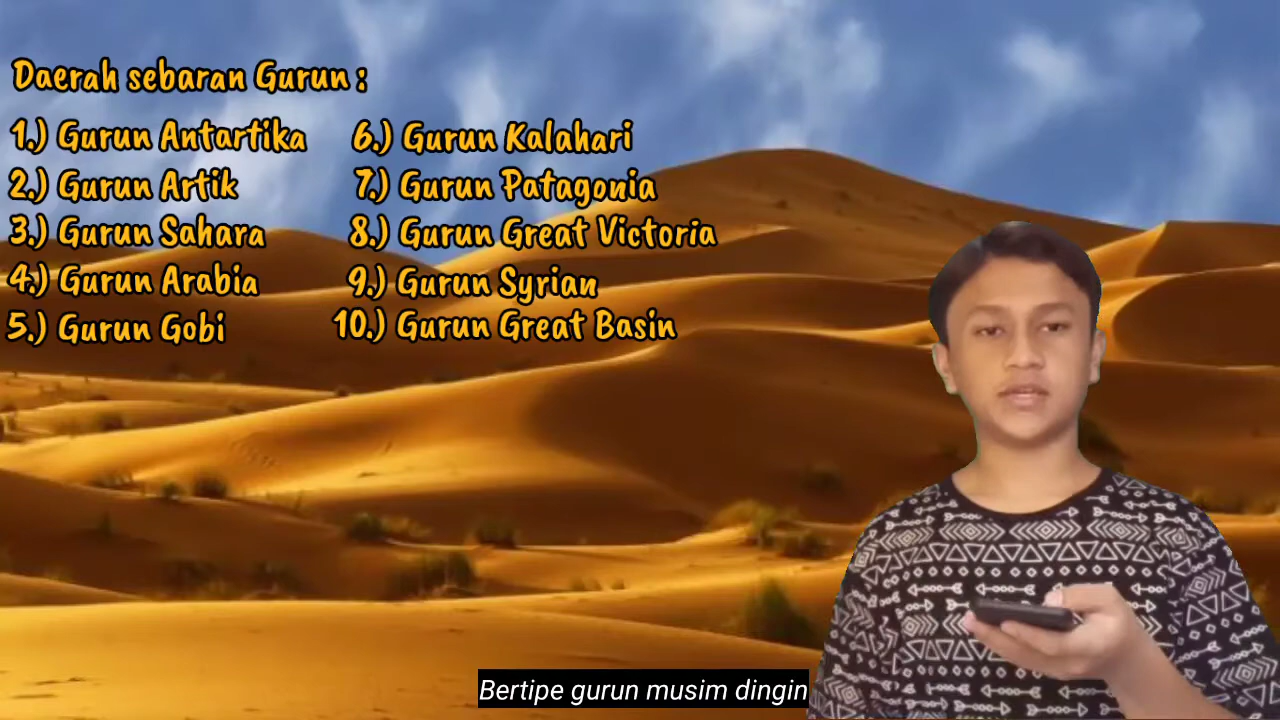 Daerah sebaran Gurun :
1.) Gurun Antartika
2.) Gurun Artik
3.) Gurun Sahara
4.) Gurun Arabia
5.) Gurun Gobi
6.) Gurun Kalahari
7.) Gurun Patagonia
8.) Gurun Great Victoria
9.) Gurun Syrian
10.) Gurun Great Basin
Bertipe gurun musim dingin